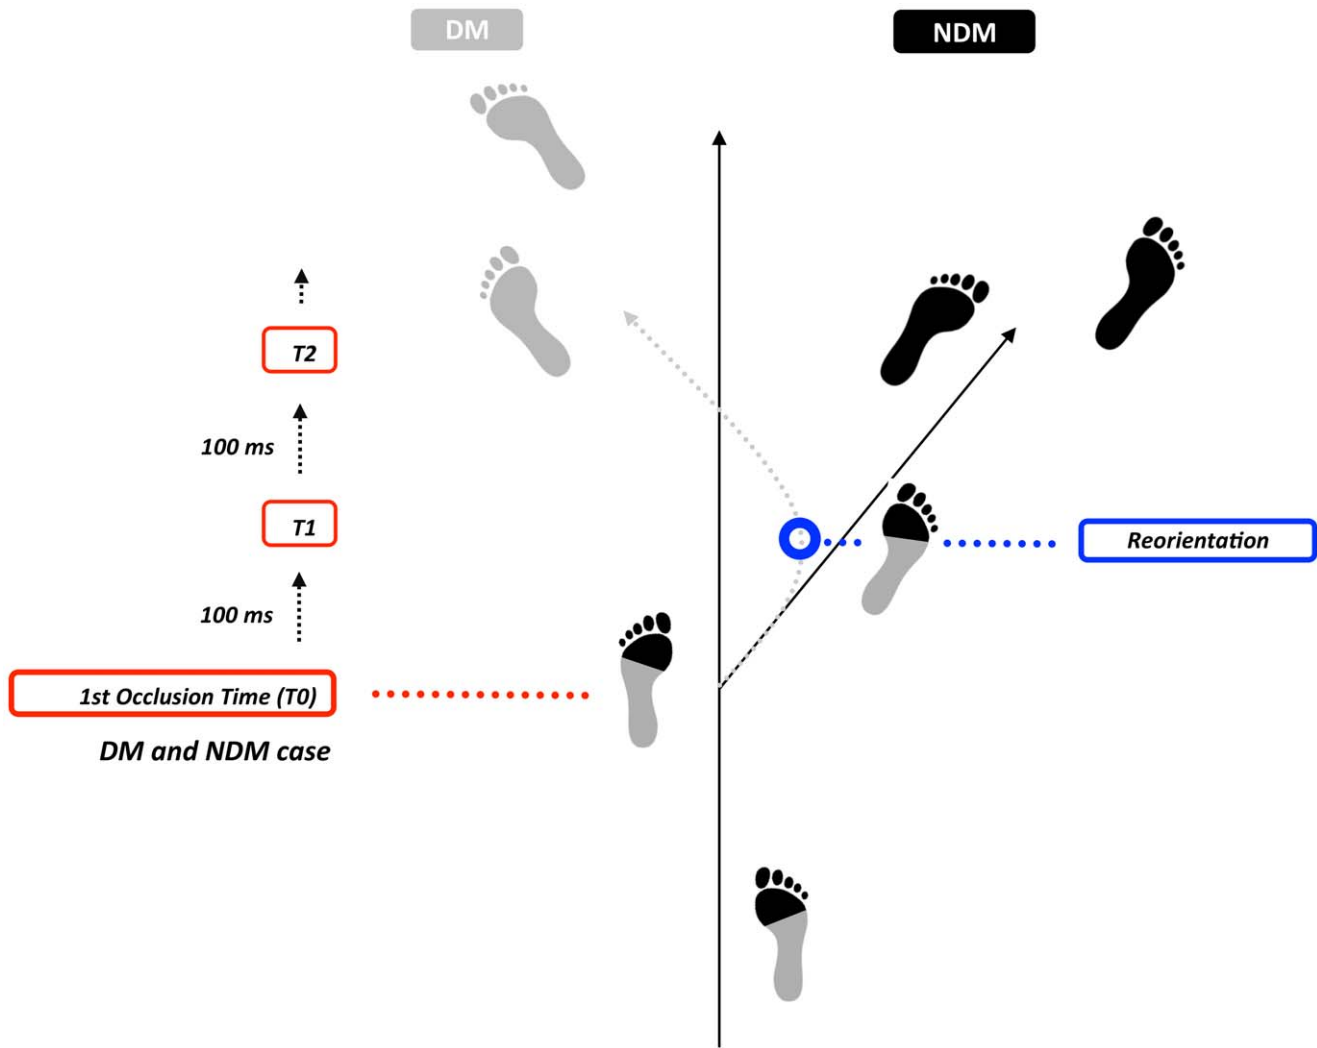 DM
NDM
T2
100 ms
T1
Reorientation
100 ms
1st Occlusion Time (T0)
DM and NDM case